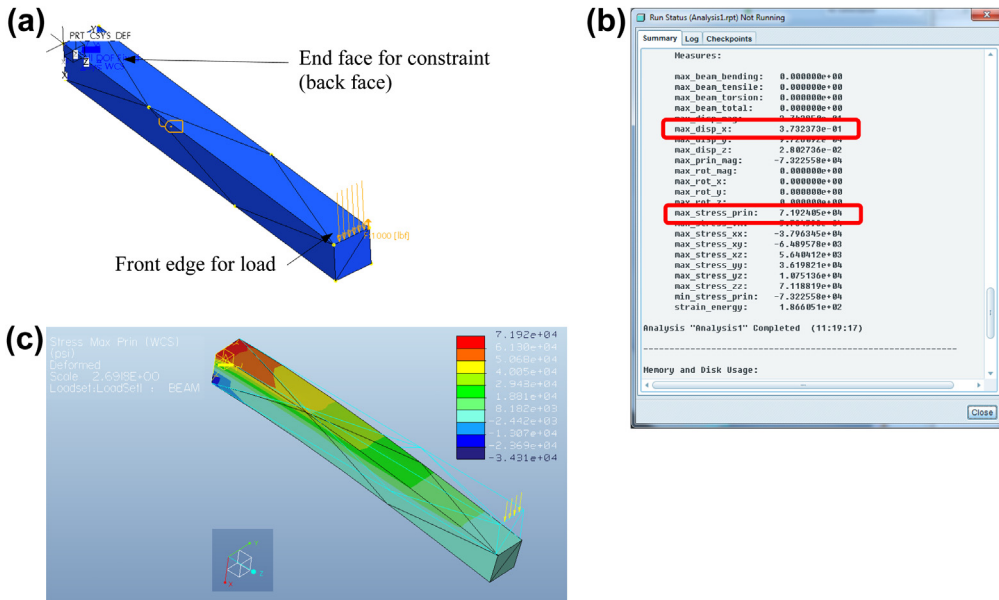 (a)
Y
PRT_CSYS_DEF
Z
WCS
X
End face for constraint
(back face)
1000 [lbf]
Front edge for load
(b)
Run Status (Analysis1.rpt) Not Running
Summary Log Checkpoints
Measures:
max_beam_bending: 0.000000e+00
max_beam_tensile: 0.000000e+00
max_beam_torsion: 0.000000e+00
max_beam_total: 0.000000e+00
max_disp_x: 3.732373e-01
max_disp_z: 2.802736e-02
max_prin_mag: -7.322558e+04
max_rot_mag: 0.000000e+00
max_rot_x: 0.000000e+00
max_rot_y: 0.000000e+00
max_rot_z: 0.000000e+00
max_stress_prin: 7.192405e+04
max_stress_xx: -3.796345e+04
max_stress_xy: -6.489578e+03
max_stress_xz: 5.640412e+03
max_stress_yy: 3.619821e+04
max_stress_yz: 1.075136e+04
max_stress_zz: 7.118819e+04
min_stress_prin: -7.322558e+04
strain_energy: 1.866051e+02
Analysis "Analysis1" Completed (11:19:17)
Memory and Disk Usage:
Close
(c)
Stress Max Prin (WCS)
(psi)
Deformed
Scale 2.6918E+00
Loadset:LoadSet1 : BEAM
7.192e+04
6.130e+04
5.068e+04
4.005e+04
2.943e+04
1.881e+04
8.182e+03
-2.442e+03
-1.307e+04
-2.369e+04
-3.431e+04